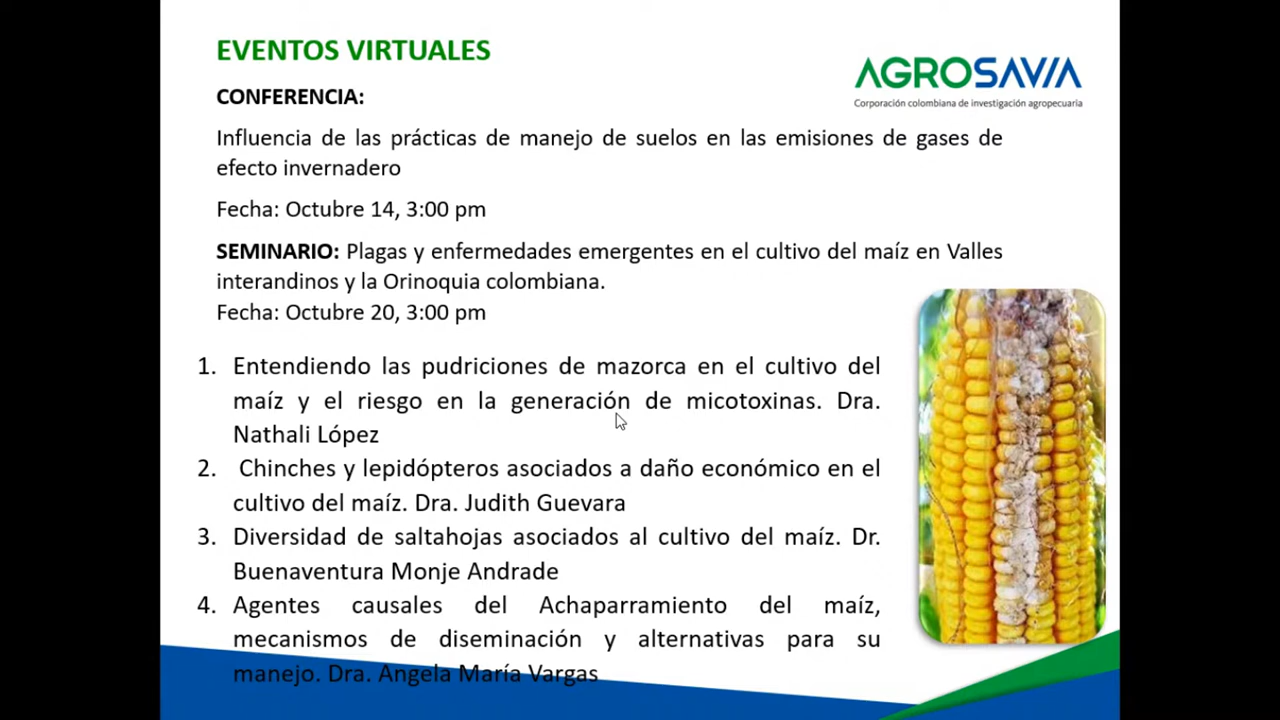 EVENTOS VIRTUALES
AGROSAVIA
Corporación colombiana de investigación agropecuaria
CONFERENCIA:
Influencia de las prácticas de manejo de suelos en las emisiones de gases de
efecto invernadero
Fecha: Octubre 14, 3:00 pm
SEMINARIO: Plagas y enfermedades emergentes en el cultivo del maíz en Valles
interandinos y la Orinoquia colombiana.
Fecha: Octubre 20, 3:00 pm
1. Entendiendo las pudriciones de mazorca en el cultivo del
maíz y el riesgo en la generación de micotoxinas. Dra.
Nathali López
2. Chinches y lepidópteros asociados a daño económico en el
cultivo del maíz. Dra. Judith Guevara
3. Diversidad de saltahojas asociados al cultivo del maíz. Dr.
Buenaventura Monje Andrade
4. Agentes causales del Achaparramiento del maíz,
mecanismos de diseminación y alternativas para su
manejo. Dra. Angela María Vargas